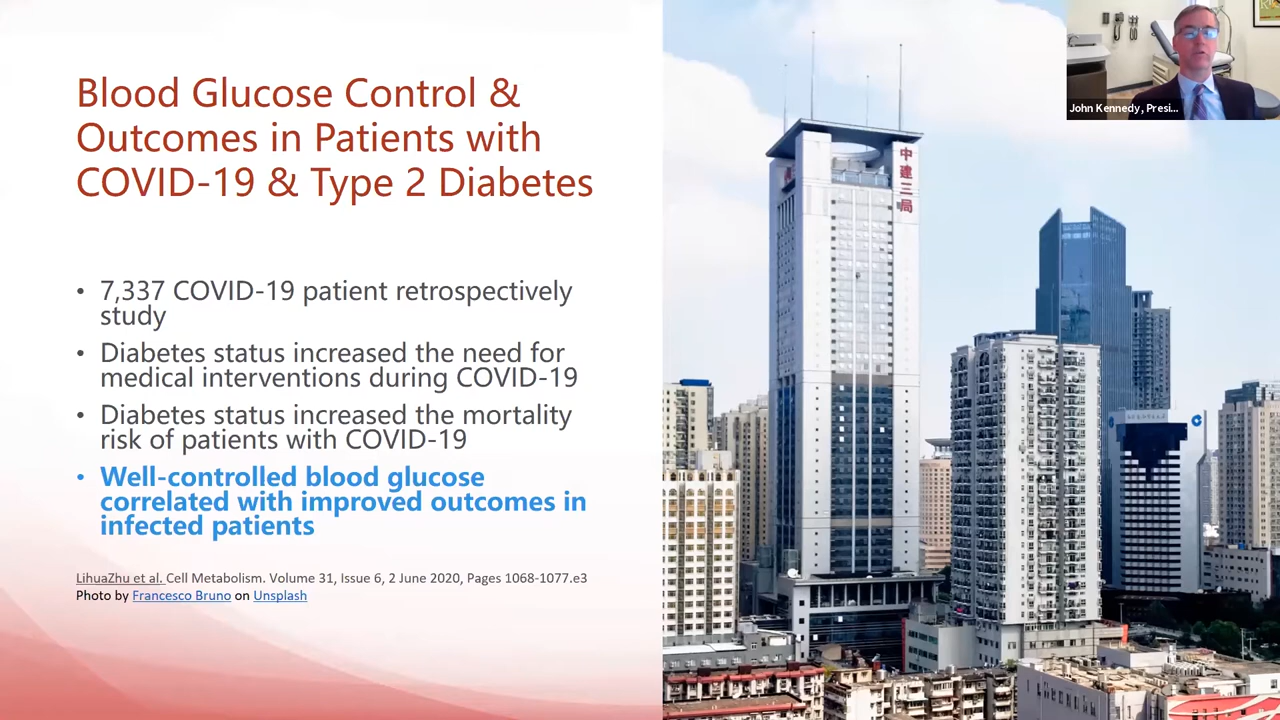 Blood Glucose Control &
Outcomes in Patients with
COVID-19 & Type 2 Diabetes
• 7,337 COVID-19 patient retrospectively
study
• Diabetes status increased the need for
medical interventions during COVID-19
• Diabetes status increased the mortality
risk of patients with COVID-19
• Well-controlled blood glucose
correlated with improved outcomes in
infected patients
LihuaZhu et al. Cell Metabolism. Volume 31, Issue 6, 2 June 2020, Pages 1068-1077.e3
Photo by Francesco Bruno on Unsplash
John Kennedy, Presi...
中建三局